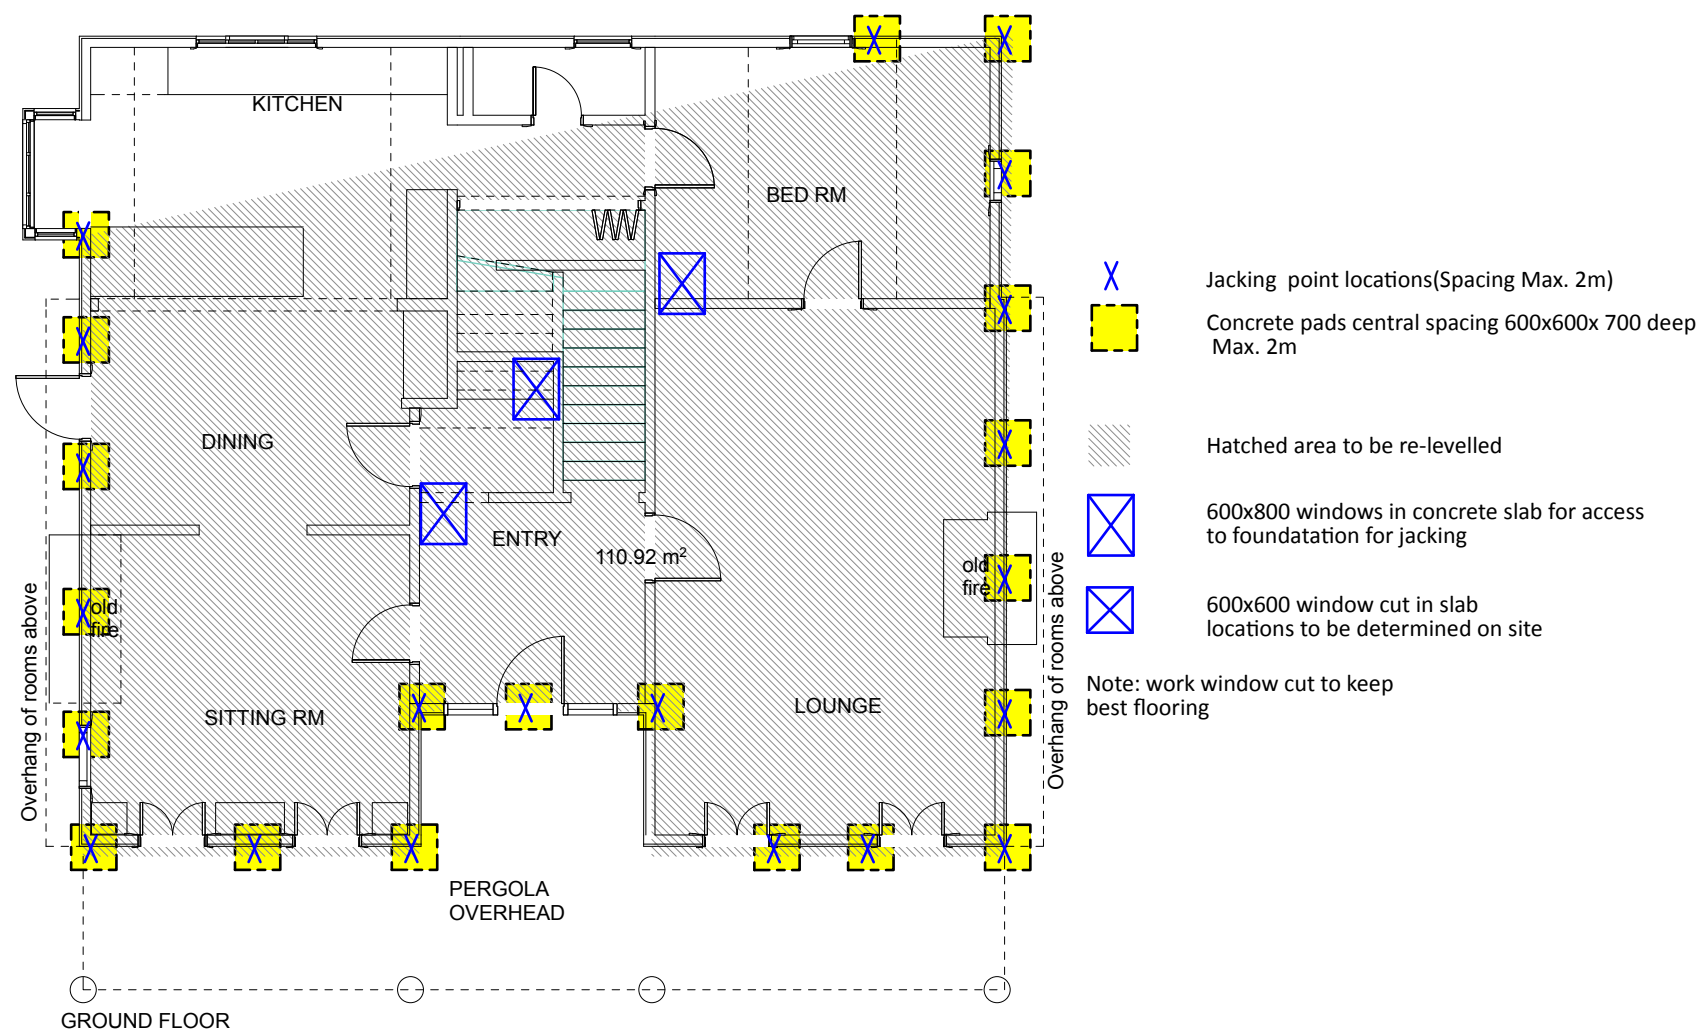 KITCHEN
BED RM
DINING
ENTRY
110.92 m²
old
fire
old
fire
SITTING RM
LOUNGE
Overhang of rooms above
Overhang of rooms above
PERGOLA
OVERHEAD
GROUND FLOOR
Jacking point locations(Spacing Max. 2m)
Concrete pads central spacing 600x600x 700 deep
Max. 2m
Hatched area to be re-levelled
600x800 windows in concrete slab for access
to foundatation for jacking
600x600 window cut in slab
locations to be determined on site
Note: work window cut to keep
best flooring